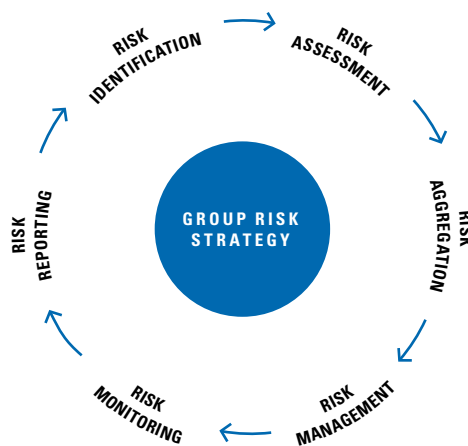 RISK
IDENTIFICATION
RISK
ASSESSMENT
RISK
AGGREGATION
RISK
MANAGEMENT
RISK
MONITORING
RISK
REPORTING
GROUP RISK
STRATEGY